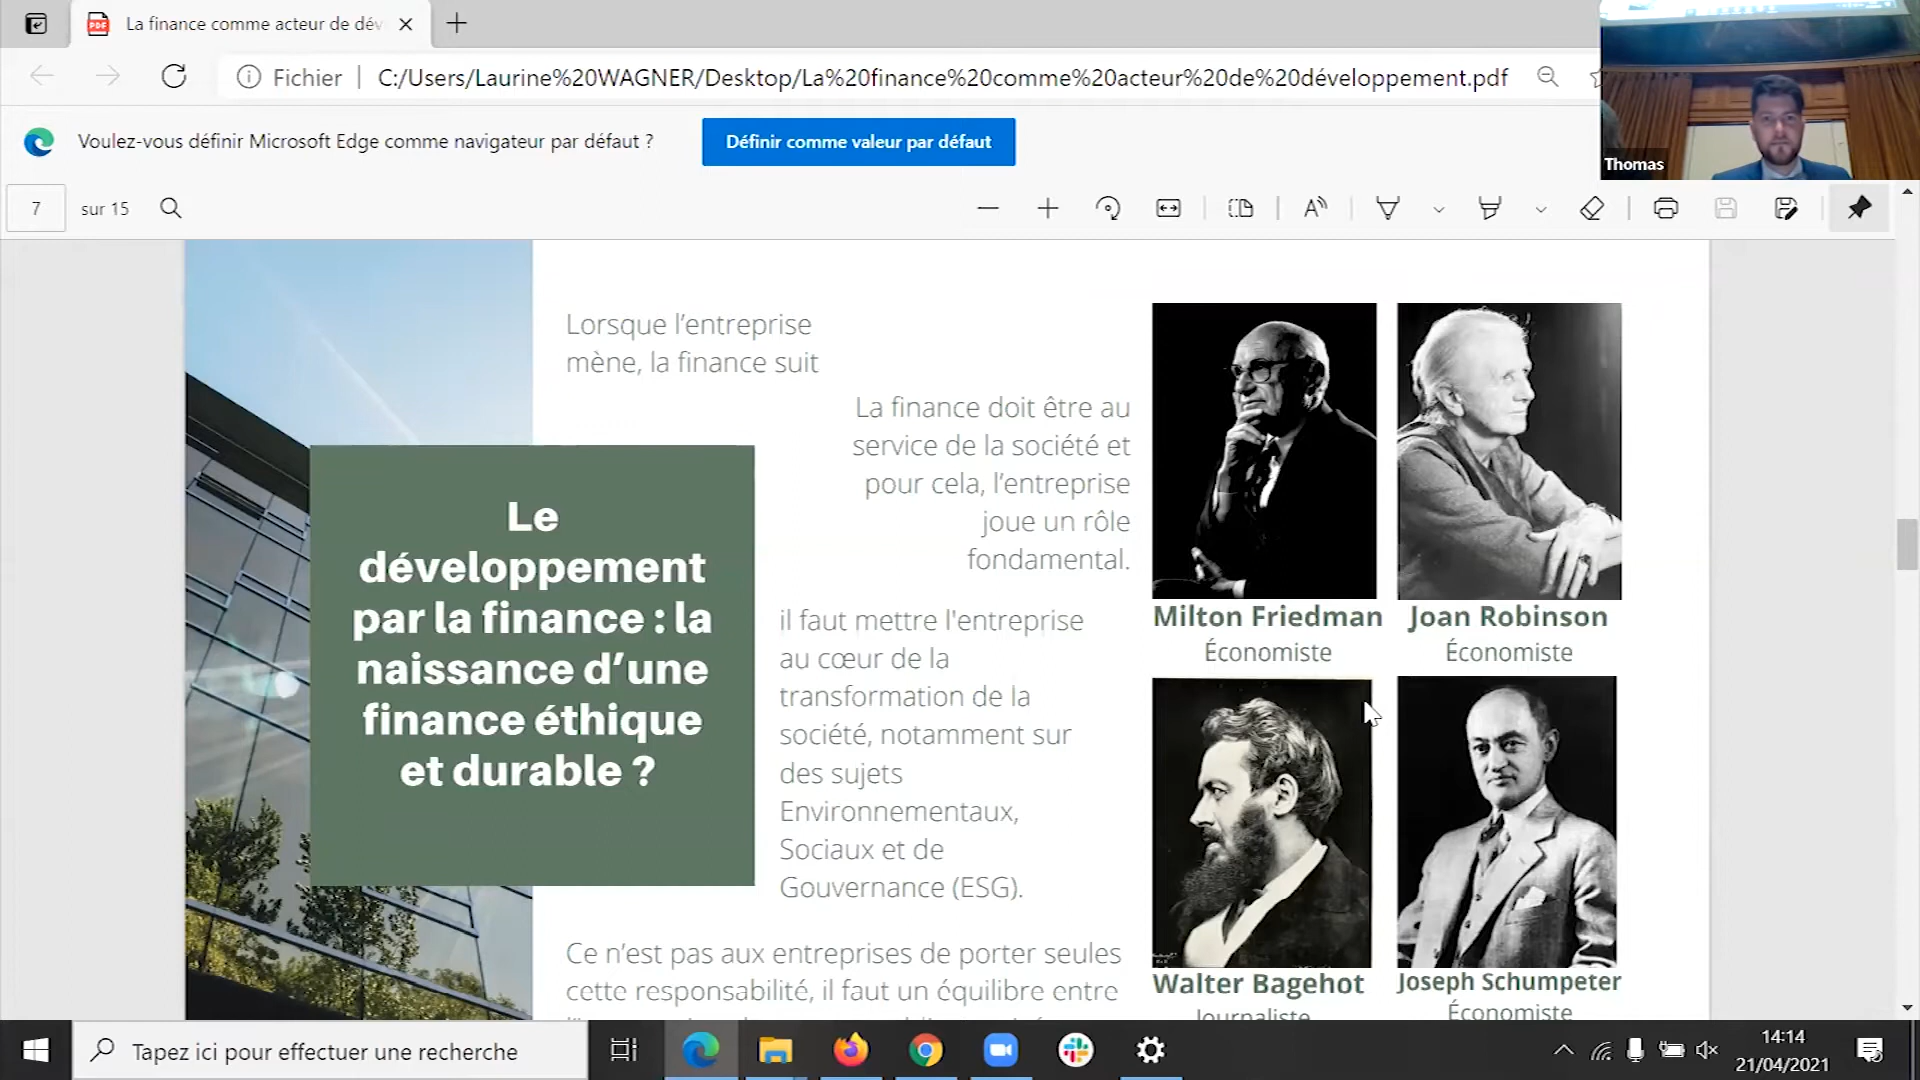 La finance comme acteur de dév
Fichier
C:/Users/Laurine%20WAGNER/Desktop/La%20finance%20comme%20acteur%20de%20développement.pdf
Voulez-vous définir Microsoft Edge comme navigateur par défaut ?
Définir comme valeur par défaut
Thomas
7
sur 15
Lorsque l'entreprise
mène, la finance suit
La finance doit être au
service de la société et
pour cela, l'entreprise
joue un rôle
fondamental.
Le
développement
par la finance : la
naissance d'une
finance éthique
et durable ?
il faut mettre l'entreprise
au cœur de la
transformation de la
société, notamment sur
des sujets
Environnementaux,
Sociaux et de
Gouvernance (ESG).
Ce n'est pas aux entreprises de porter seules
cette responsabilité, il faut un équilibre entre
Milton Friedman
Économiste
Joan Robinson
Économiste
Walter Bagehot
Journaliste
Joseph Schumpeter
Économiste
Tapez ici pour effectuer une recherche
14:14
21/04/2021